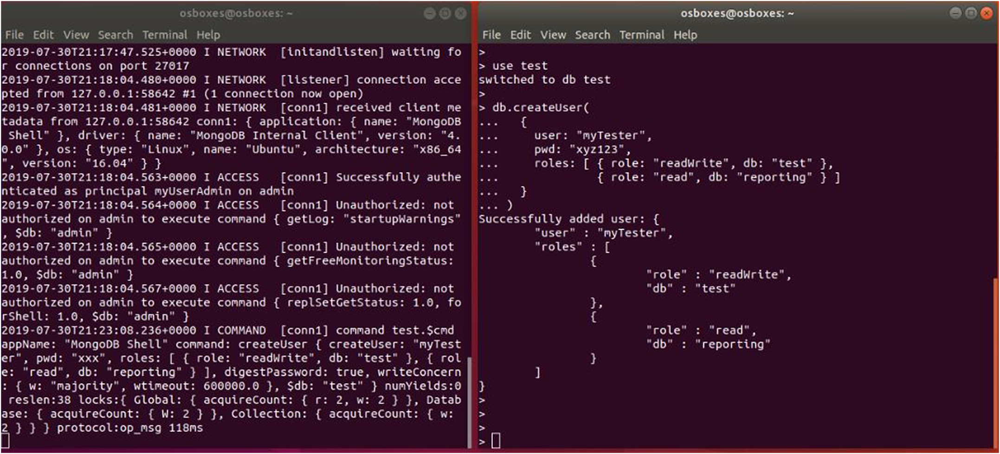 osboxes@osboxes: ~
File Edit View Search Terminal Help
2019-07-30T21:17:47.525+0000 I NETWORK  [initandlisten] waiting fo
r connections on port 27017
2019-07-30T21:18:04.480+0000 I NETWORK  [listener] connection acce
pted from 127.0.0.1:58642 #1 (1 connection now open)
2019-07-30T21:18:04.481+0000 I NETWORK  [conn1] received client me
tadata from 127.0.0.1:58642 conn1: { application: { name: "MongoDB
 Shell" }, driver: { name: "MongoDB Internal Client", version: "4.
0.0" }, os: { type: "Linux", name: "Ubuntu", architecture: "x86_64
", version: "16.04" } }
2019-07-30T21:18:04.563+0000 I ACCESS   [conn1] Successfully authe
nticated as principal myUserAdmin on admin
2019-07-30T21:18:04.564+0000 I ACCESS   [conn1] Unauthorized: not
authorized on admin to execute command { getLog: "startupWarnings"
, $db: "admin" }
2019-07-30T21:18:04.565+0000 I ACCESS   [conn1] Unauthorized: not
authorized on admin to execute command { getFreeMonitoringStatus:
1.0, $db: "admin" }
2019-07-30T21:18:04.567+0000 I ACCESS   [conn1] Unauthorized: not
authorized on admin to execute command { replSetGetStatus: 1.0, fo
rShell: 1.0, $db: "admin" }
2019-07-30T21:23:08.236+0000 I COMMAND  [conn1] command test.$cmd
appName: "MongoDB Shell" command: createUser { createUser: "myTest
er", pwd: "xxx", roles: [ { role: "readWrite", db: "test" }, { rol
e: "read", db: "reporting" } ], digestPassword: true, writeConcern
: { w: "majority", wtimeout: 600000.0 }, $db: "test" } numYields:0
 reslen:38 locks:{ Global: { acquireCount: { r: 2, w: 2 } }, Datab
ase: { acquireCount: { W: 2 } }, Collection: { acquireCount: { w:
2 } } } protocol:op_msg 118ms
osboxes@osboxes: ~
File Edit View Search Terminal Help
>
> use test
switched to db test
>
> db.createUser(
...   {
...     user: "myTester",
...     pwd: "xyz123",
...     roles: [ { role: "readWrite", db: "test" },
...              { role: "read", db: "reporting" } ]
...   }
... )
Successfully added user: {
        "user" : "myTester",
        "roles" : [
                {
                        "role" : "readWrite",
                        "db" : "test"
                },
                {
                        "role" : "read",
                        "db" : "reporting"
                }
        ]
}
>
>
>
>